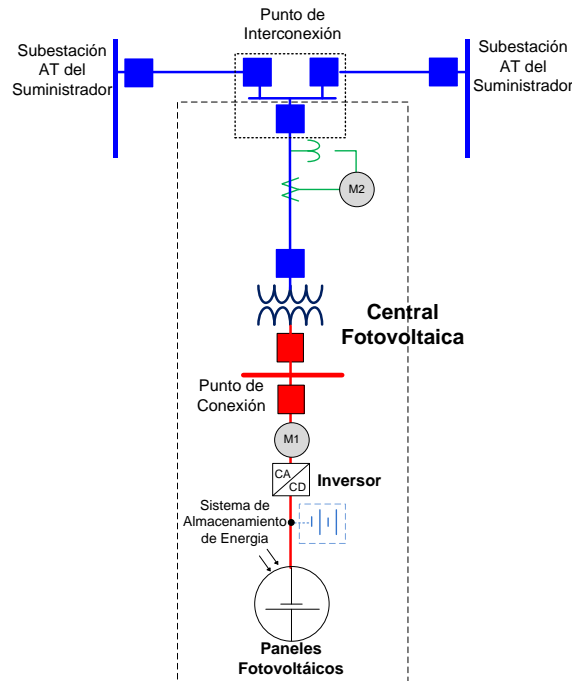 Punto de
Interconexión
Subestación
AT del
Suministrador
Subestación
AT del
Suministrador
M2
Central
Fotovoltaica
Punto de
Conexión
M1
CA
CD
Inversor
Sistema de
Almacenamiento
de Energia
Paneles
Fotovoltáicos